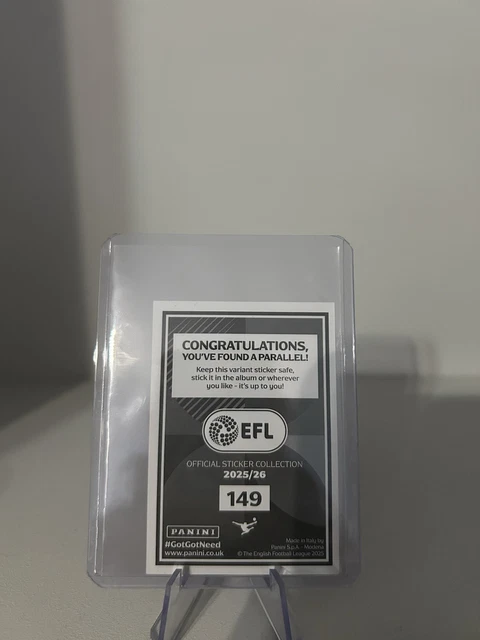 CONGRATULATIONS,
YOU'VE FOUND A PARALLEL!
Keep this variant sticker safe,
stick it in the album or wherever
you like - it's up to you!
EFL
OFFICIAL STICKER COLLECTION
2025/26
149
PANINI
#GotGotNeed
www.panini.co.uk
Made in Italy by
Panini S.p.A - Modena
© The English Football League 2025